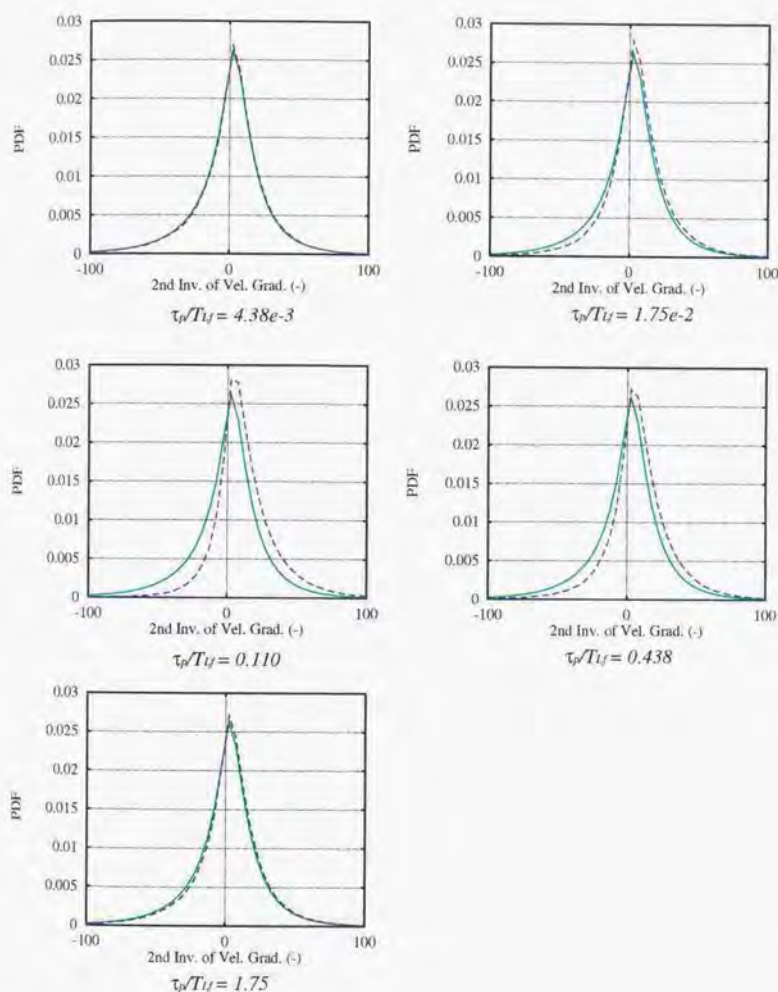 0.03
0.025
0.02
0.015
0.01
0.005
0
PDF
-100 0 100
2nd Inv. of Vel. Grad. (-)
τp/TLf = 4.38e-3
0.03
0.025
0.02
0.015
0.01
0.005
0
PDF
-100 0 100
2nd Inv. of Vel. Grad. (-)
τp/TLf = 1.75e-2
0.03
0.025
0.02
0.015
0.01
0.005
0
PDF
-100 0 100
2nd Inv. of Vel. Grad. (-)
τp/TLf = 0.110
0.03
0.025
0.02
0.015
0.01
0.005
0
PDF
-100 0 100
2nd Inv. of Vel. Grad. (-)
τp/TLf = 0.438
0.03
0.025
0.02
0.015
0.01
0.005
0
PDF
-100 0 100
2nd Inv. of Vel. Grad. (-)
τp/TLf = 1.75